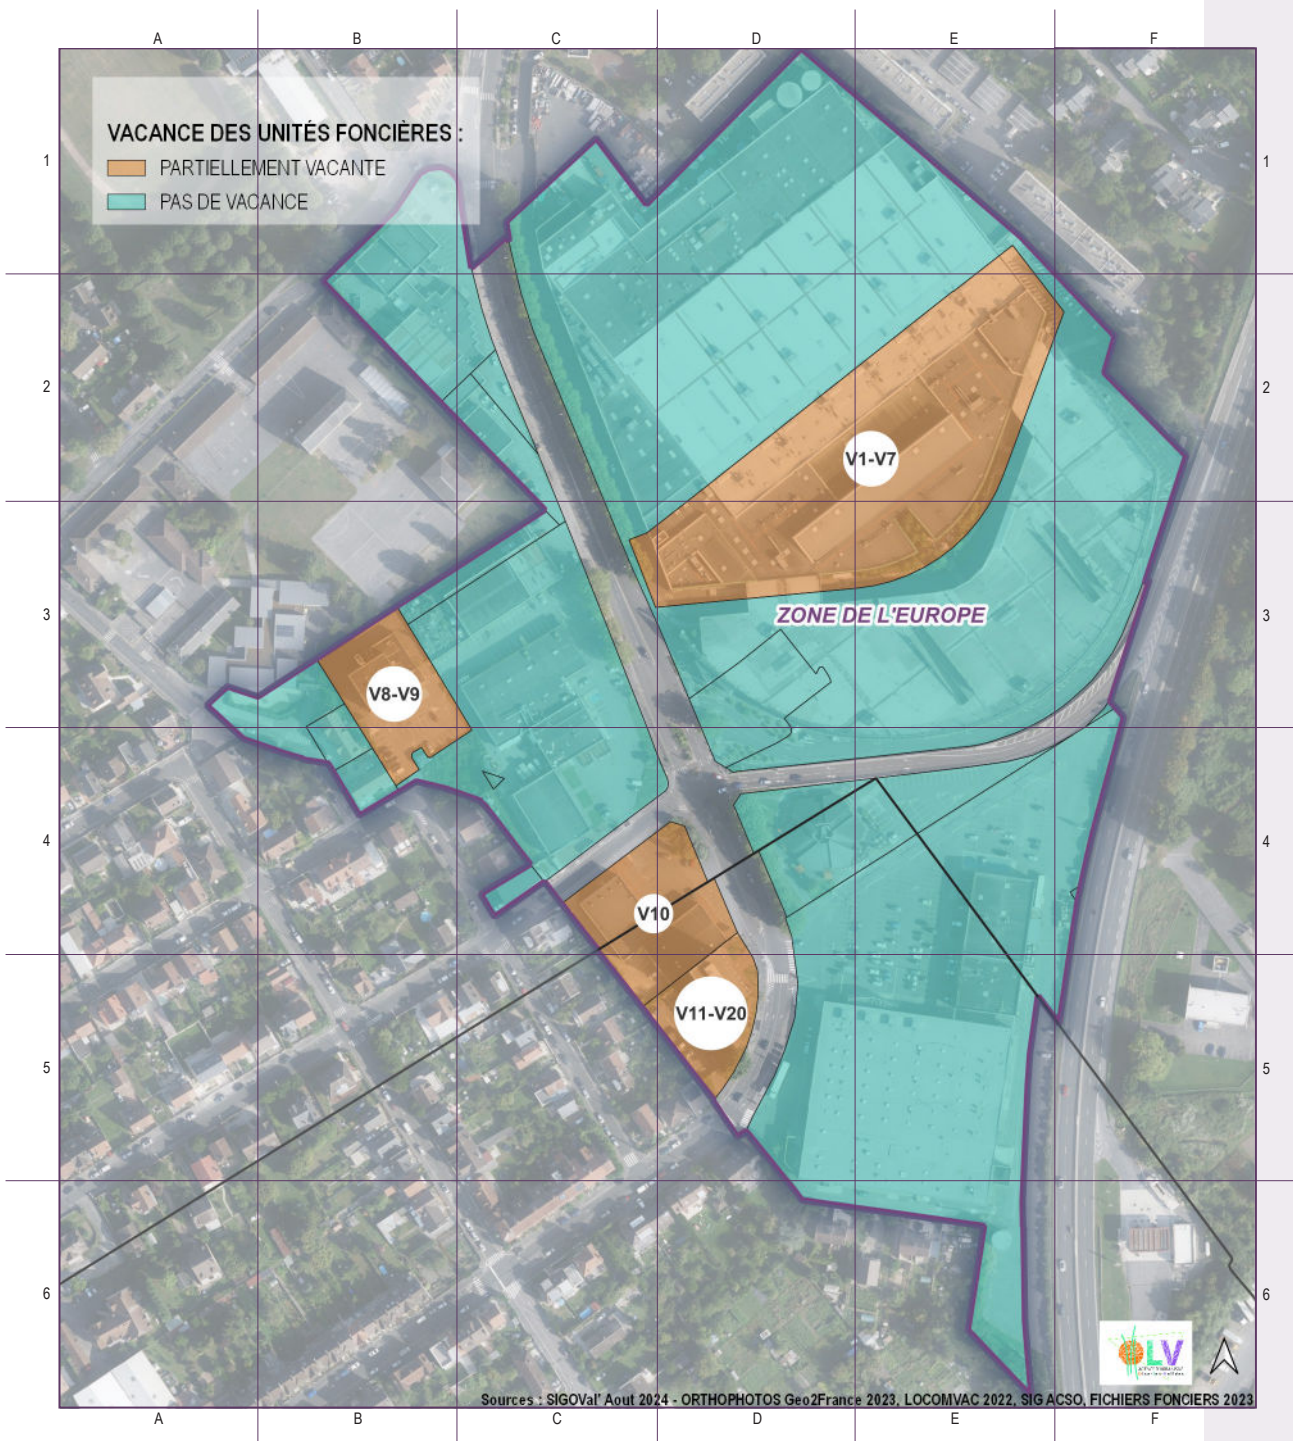 A B C D E F
VACANCE DES UNITÉS FONCIÈRES :
PARTIELLEMENT VACANTE
PAS DE VACANCE
1 1
2 2
V1-V7
ZONE DE L'EUROPE
3 3
V8-V9
4 4
V10
V11-V20
5 5
6 6
OLV
Sources : SIGOVal' Aout 2024 - ORTHOPHOTOS Geo2France 2023, LOCOMVAC 2022, SIG ACSO, FICHIERS FONCIERS 2023
A B C D E F